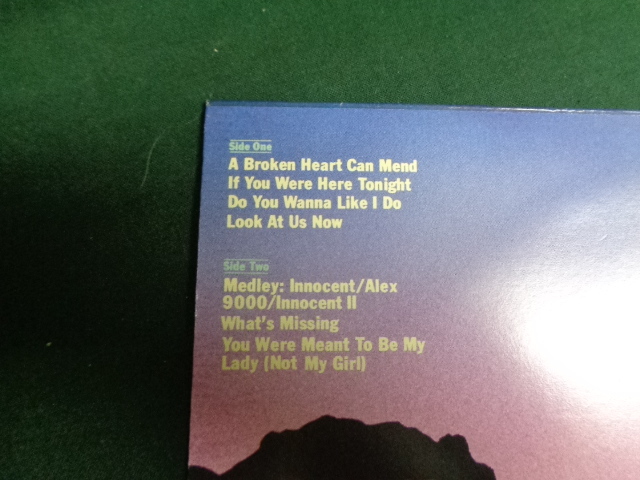 Side One
A Broken Heart Can Mend
If You Were Here Tonight
Do You Wanna Like I Do
Look At Us Now
Side Two
Medley: Innocent/Alex
9000/Innocent II
What's Missing
You Were Meant To Be My
Lady (Not My Girl)